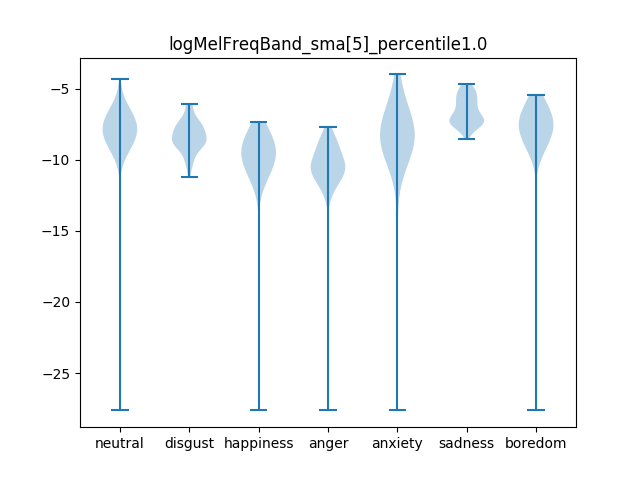 logMelFreqBand_sma[5]_percentile1.0
−5
−10
−15
−20
−25
neutral disgust happiness anger anxiety sadness boredom